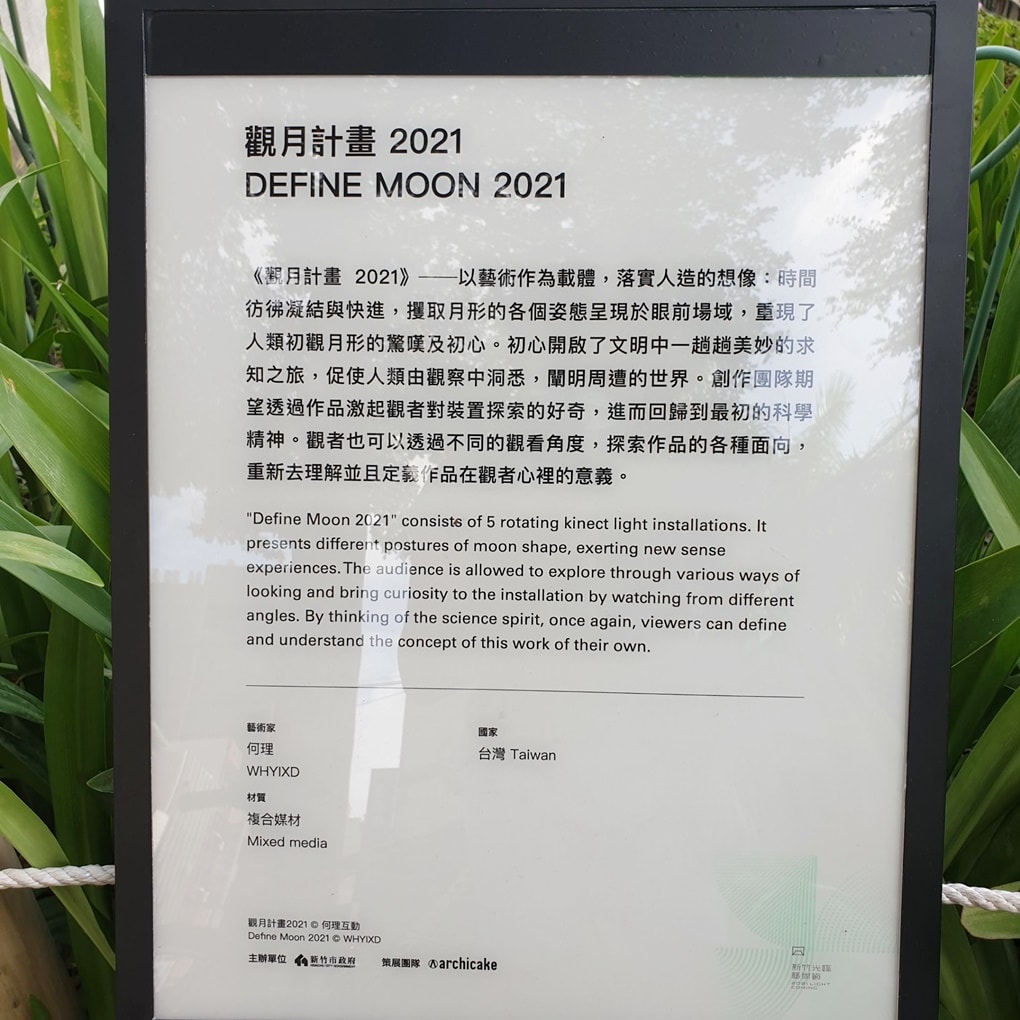 觀月計畫 2021
DEFINE MOON 2021
《觀月計畫 2021》——以藝術作為載體，落實人造的想像：時間
彷彿凝結與快進，攫取月形的各個姿態呈現於眼前場域，重現了
人類初觀月形的驚嘆及初心。初心開啟了文明中一趟趟美妙的求
知之旅，促使人類由觀察中洞悉，闡明周遭的世界。創作團隊期
望透過作品激起觀者對裝置探索的好奇，進而回歸到最初的科學
精神。觀者也可以透過不同的觀看角度，探索作品的各種面向，
重新去理解並且定義作品在觀者心裡的意義。
"Define Moon 2021" consists of 5 rotating kinect light installations. It
presents different postures of moon shape, exerting new sense
experiences. The audience is allowed to explore through various ways of
looking and bring curiosity to the installation by watching from different
angles. By thinking of the science spirit, once again, viewers can define
and understand the concept of this work of their own.
藝術家
何理
WHYIXD
國家
台灣 Taiwan
材質
複合媒材
Mixed media
觀月計畫2021 © 何理互動
Define Moon 2021 © WHYIXD
主辦單位 新竹市政府 策展團隊 archicake